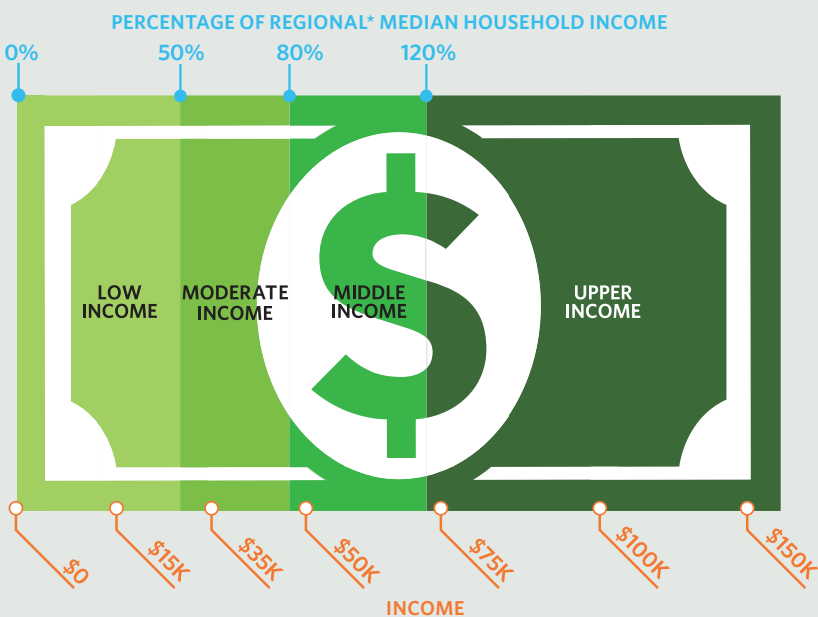 PERCENTAGE OF REGIONAL* MEDIAN HOUSEHOLD INCOME
0% 50% 80% 120%
LOW
INCOME
MODERATE
INCOME
MIDDLE
INCOME
UPPER
INCOME
$
$0 $15K $35K $50K $75K $100K $150K
INCOME